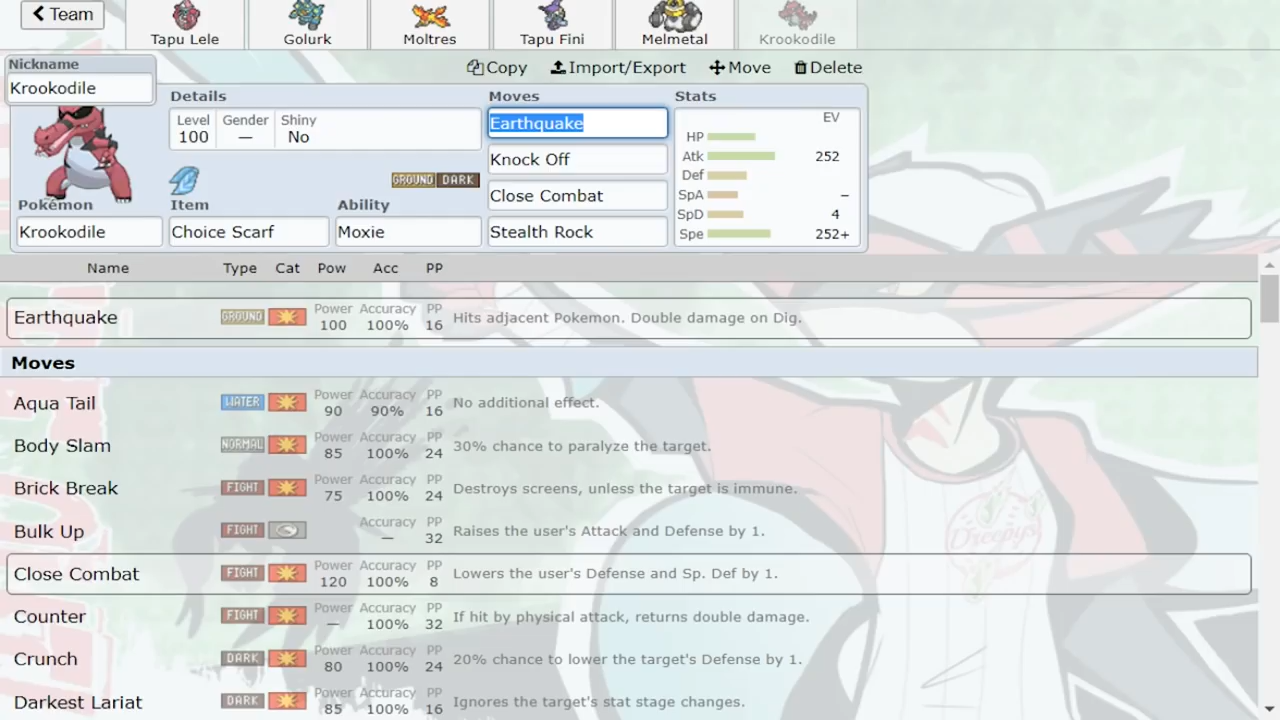 Team
Tapu Lele
Golurk
Moltres
Tapu Fini
Melmetal
Krookodile
Nickname
Krookodile
Copy
Import/Export
Move
Delete
Details
Moves
Stats
Level
100
Gender
—
Shiny
No
Earthquake
Knock Off
Close Combat
Stealth Rock
EV
HP
Atk 252
Def
SpA –
SpD 4
Spe 252+
GROUND DARK
Pokémon
Krookodile
Item
Choice Scarf
Ability
Moxie
Name Type Cat Pow Acc PP
Earthquake GROUND Power 100 Accuracy 100% PP 16 Hits adjacent Pokemon. Double damage on Dig.
Moves
Aqua Tail WATER Power 90 Accuracy 90% PP 16 No additional effect.
Body Slam NORMAL Power 85 Accuracy 100% PP 24 30% chance to paralyze the target.
Brick Break FIGHT Power 75 Accuracy 100% PP 24 Destroys screens, unless the target is immune.
Bulk Up FIGHT Accuracy — PP 32 Raises the user's Attack and Defense by 1.
Close Combat FIGHT Power 120 Accuracy 100% PP 8 Lowers the user's Defense and Sp. Def by 1.
Counter FIGHT Power — Accuracy 100% PP 32 If hit by physical attack, returns double damage.
Crunch DARK Power 80 Accuracy 100% PP 24 20% chance to lower the target's Defense by 1.
Darkest Lariat DARK Power 85 Accuracy 100% PP 16 Ignores the target's stat stage changes.
Dreepy's